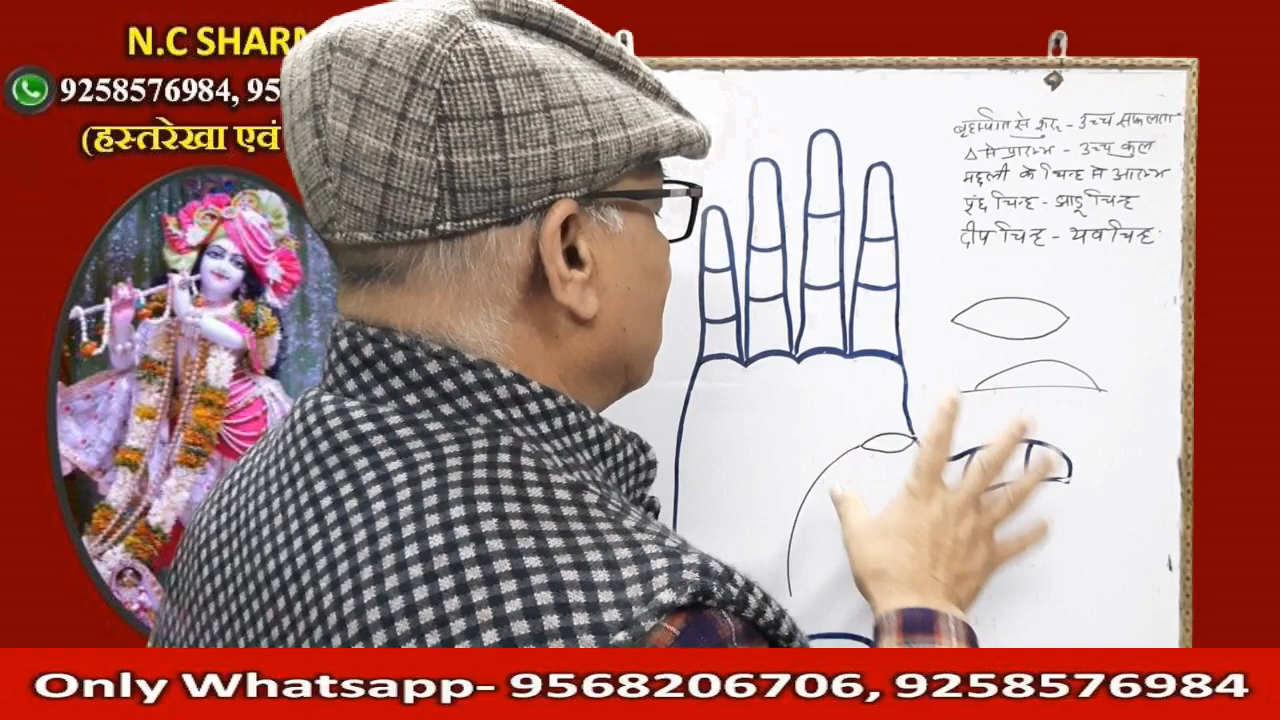 N.C SHARM
9258576984, 95
(हस्तरेखा एवं
बृहस्पति से शुरू - उच्च सफलता
△ से प्रारम्भ - उच्च कुल
मछली के चिन्ह से आरम्भ
चिन्ह - झाड़ू चिन्ह
दीप चिन्ह - यव चिन्ह
Only Whatsapp- 9568206706, 9258576984